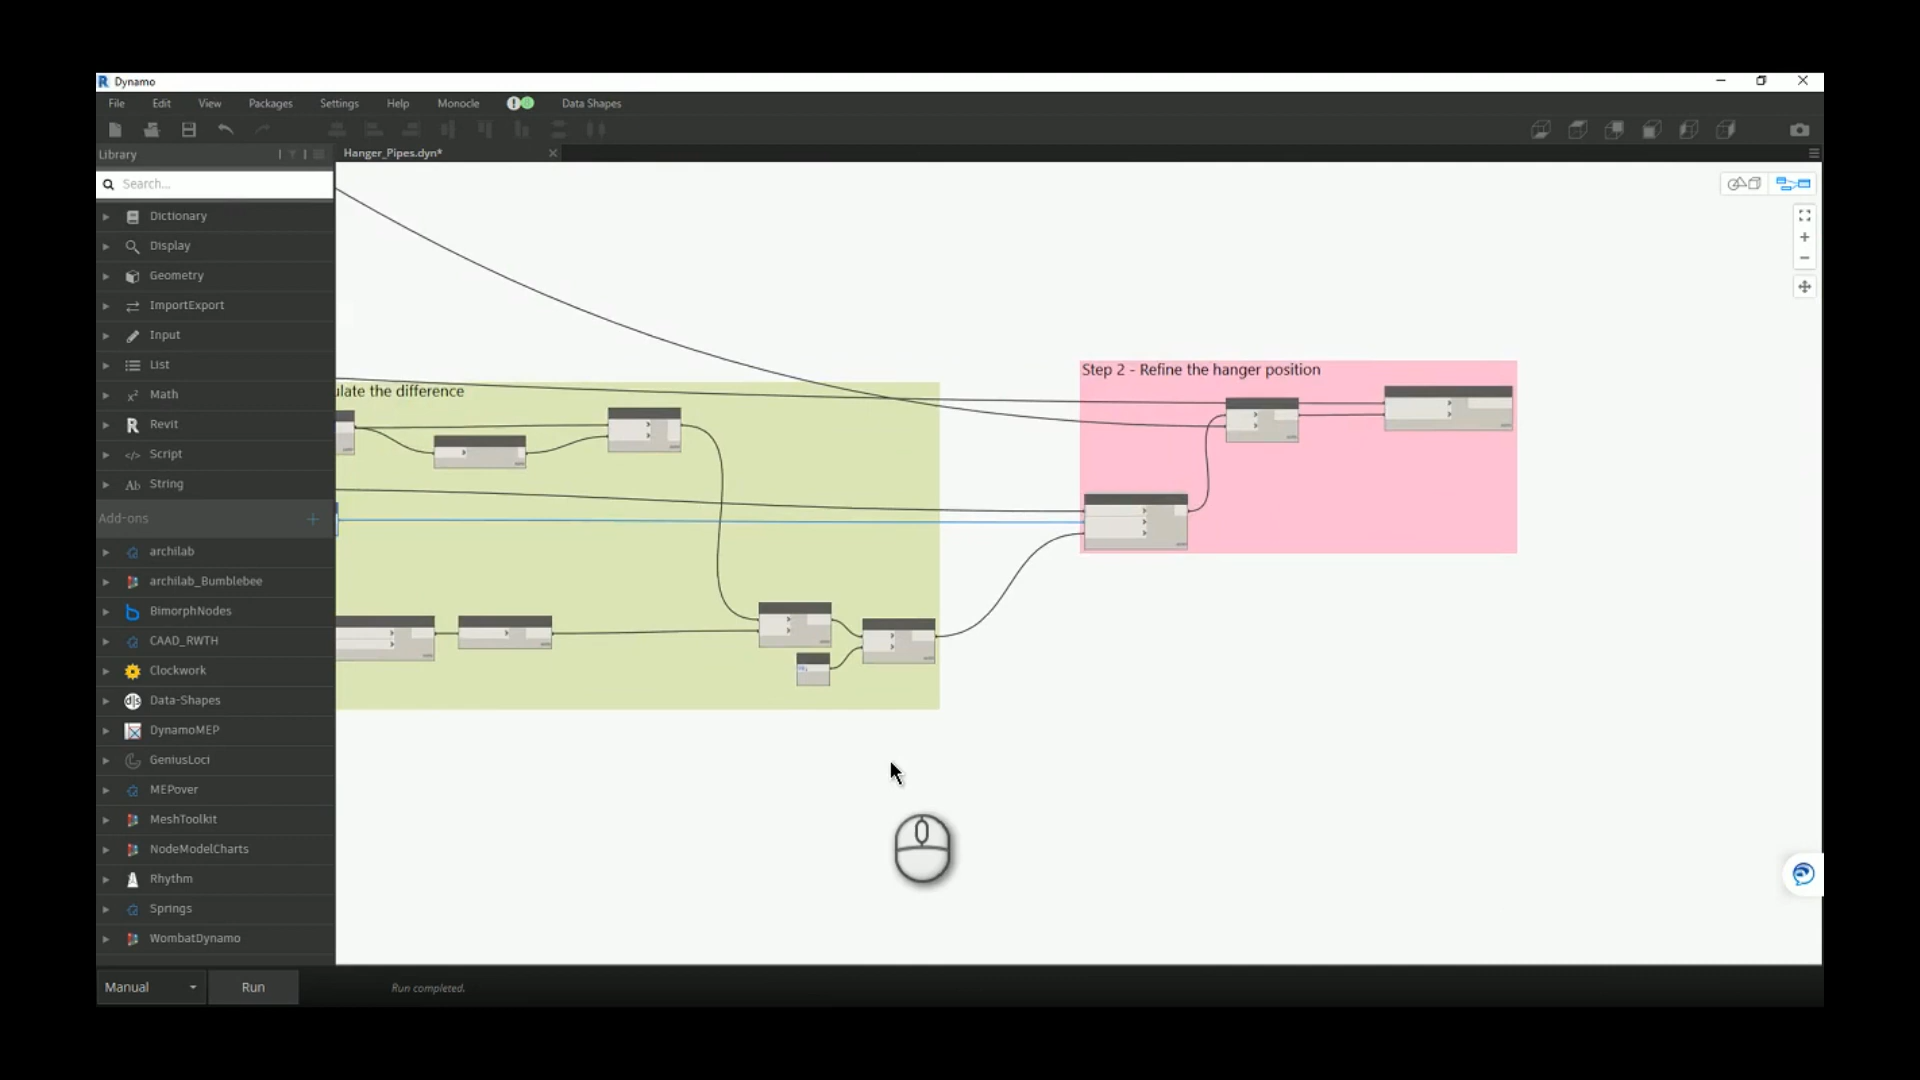 Dynamo
File Edit View Packages Settings Help Monocle Data Shapes
Library
Hanger_Pipes.dyn*
Search...
Dictionary
Display
Geometry
ImportExport
Input
List
Math
Revit
Script
String
Add-ons
archilab
archilab_Bumblebee
BimorphNodes
CAAD_RWTH
Clockwork
Data-Shapes
DynamoMEP
GeniusLoci
MEPover
MeshToolkit
NodeModelCharts
Rhythm
Springs
WombatDynamo
ulate the difference
Step 2 - Refine the hanger position
Manual
Run
Run completed.